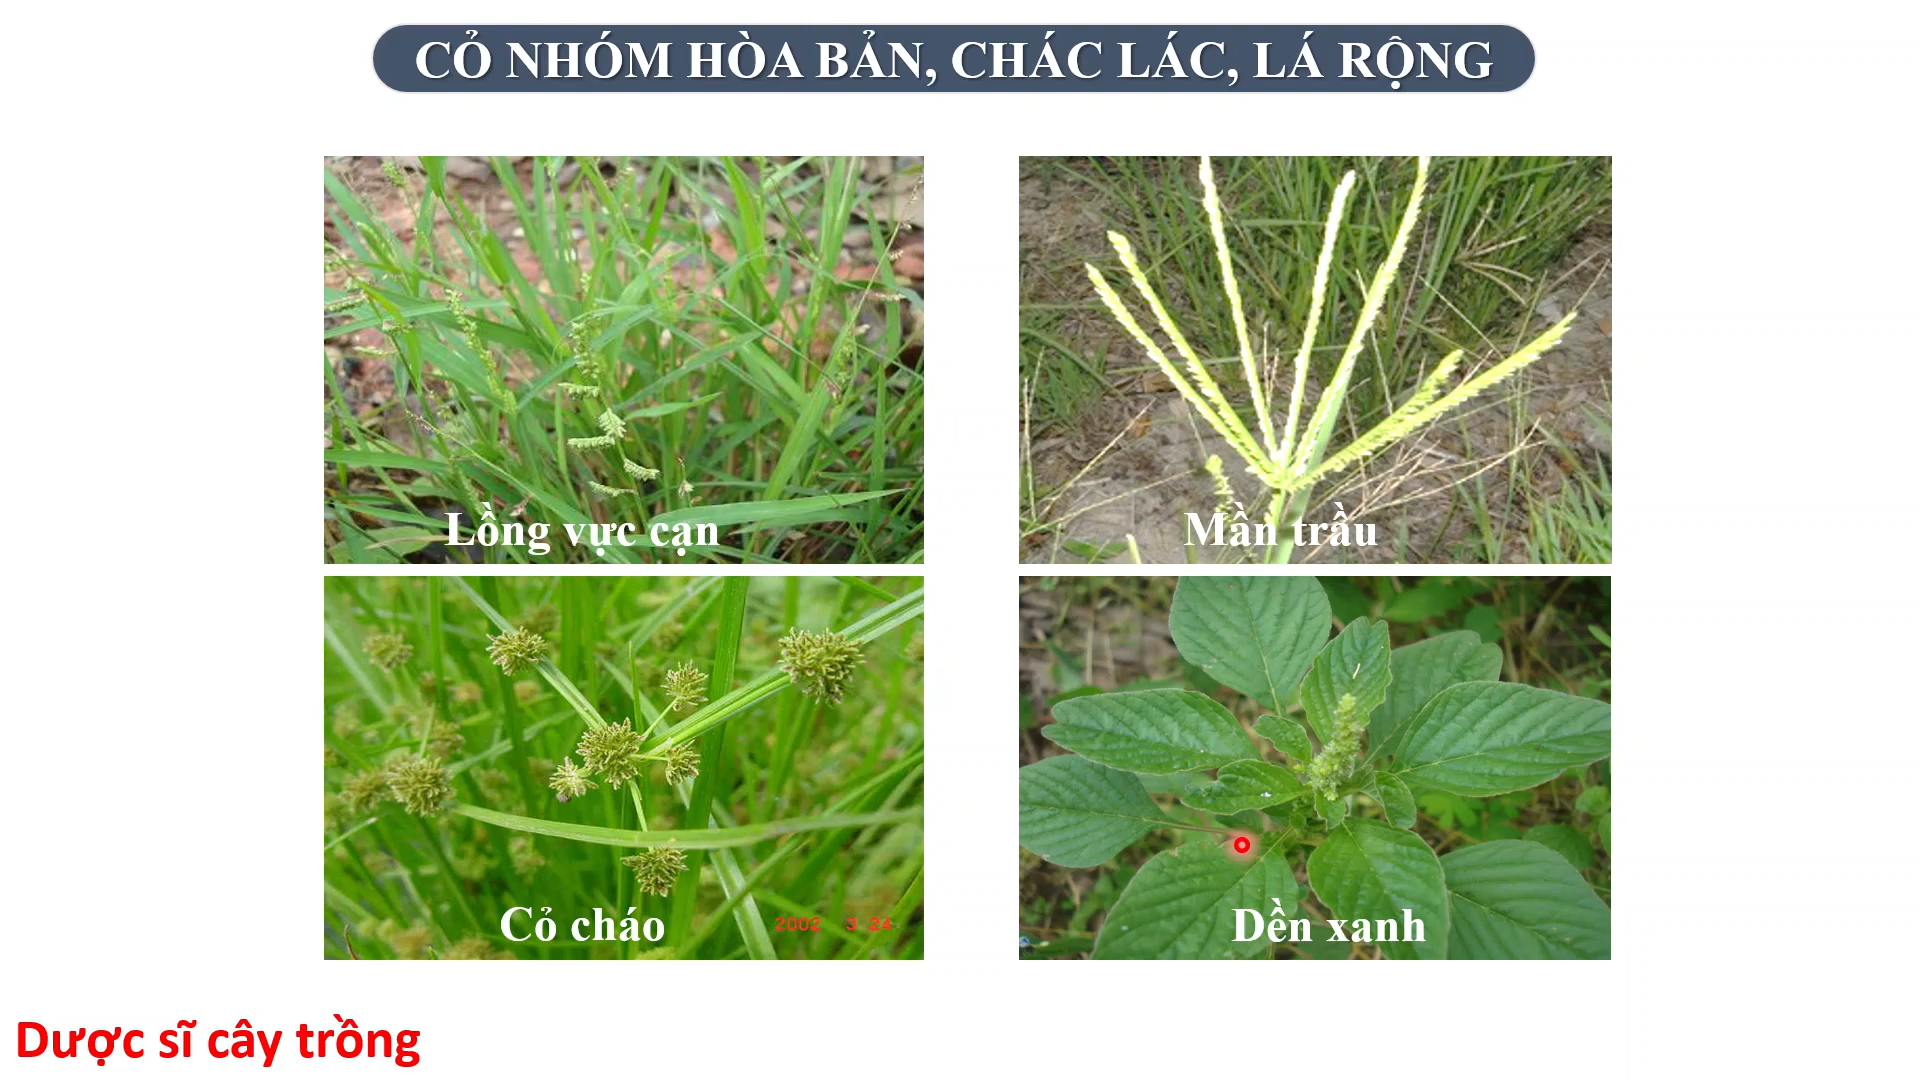 CỎ NHÓM HÒA BẢN, CHÁC LÁC, LÁ RỘNG
Lồng vực cạn
Mần trầu
Cỏ cháo
2002 3 24
Dền xanh
Dược sĩ cây trồng